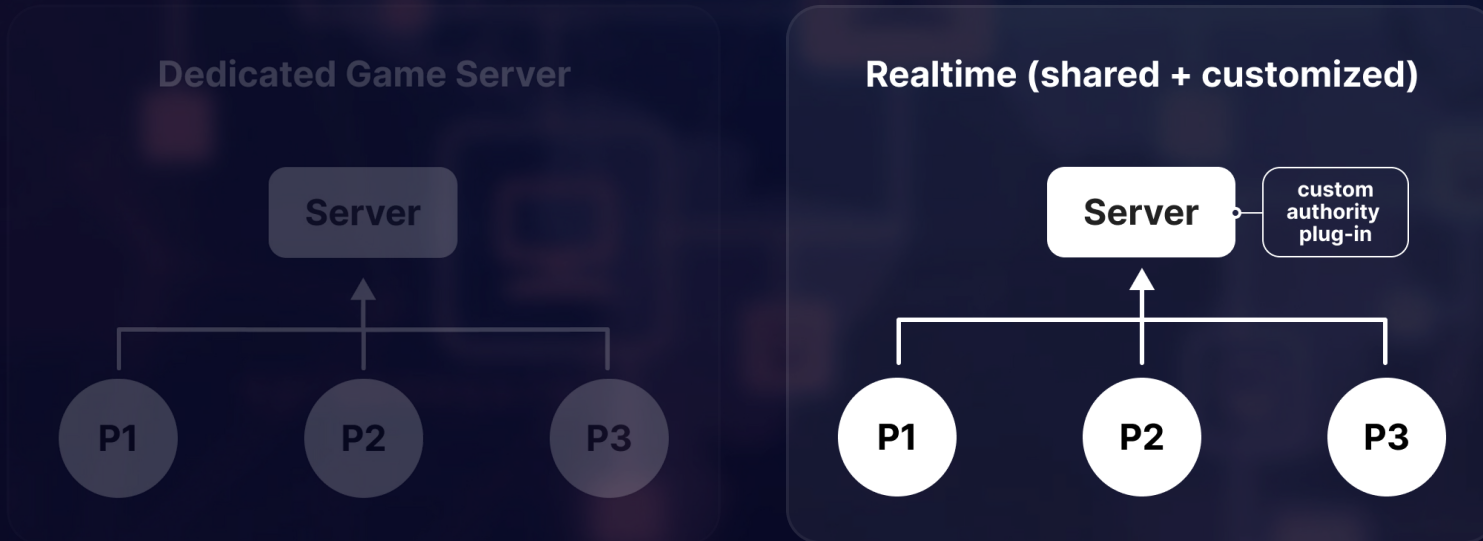 Dedicated Game Server
Server
P1
P2
P3
Realtime (shared + customized)
Server
custom
authority
plug-in
P1
P2
P3